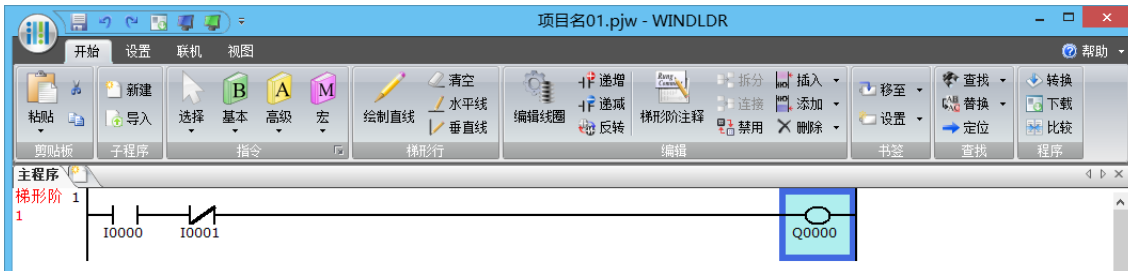 项目名01.pjw - WINDLDR
开始 设置 联机 视图 帮助
粘贴 新建 导入 选择 B 基本 A 高级 M 宏 绘制直线 清空 水平线 垂直线 编辑线圈 递增 递减 反转 梯形阶注释 拆分 连接 禁用 插入 添加 删除 移至 设置 查找 替换 定位 转换 下载 比较
剪贴板 子程序 指令 梯形行 编辑 书签 查找 程序
主程序
梯形阶 1
1
I0000 I0001 Q0000